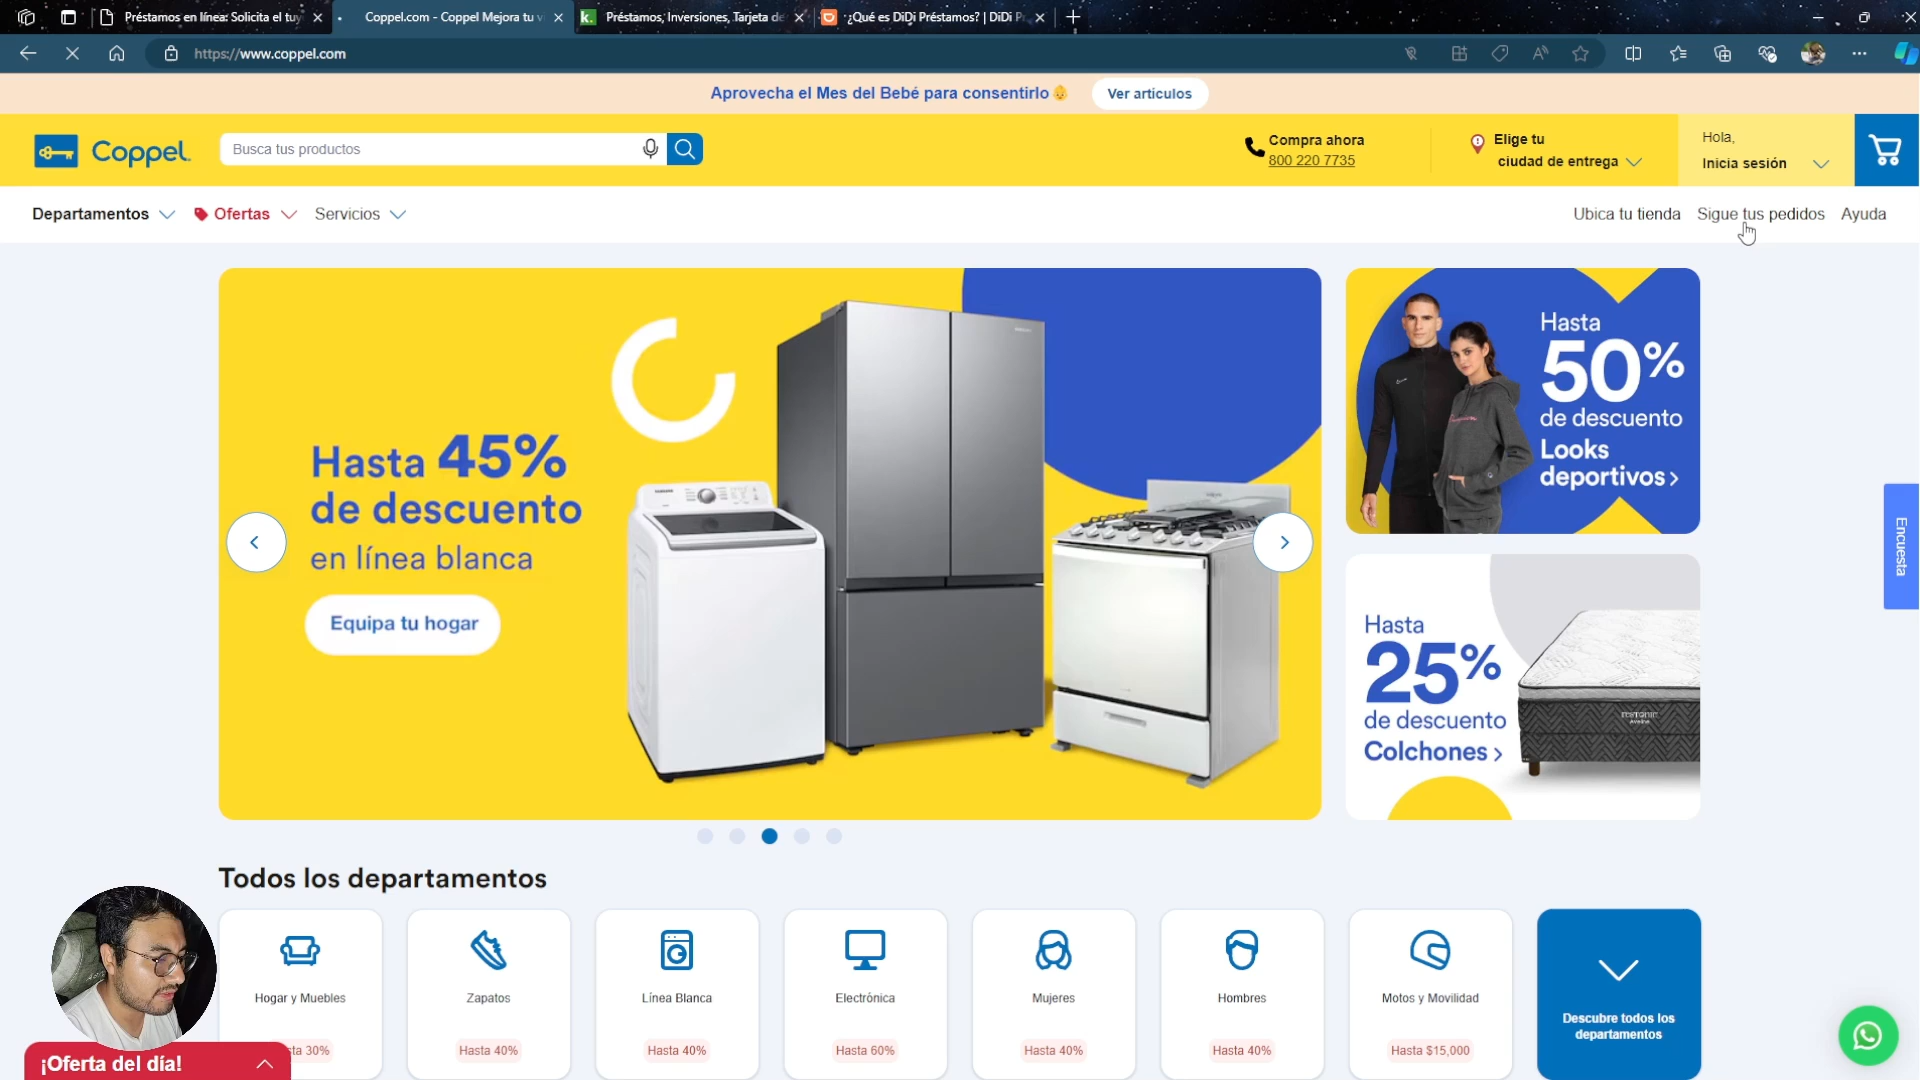 Préstamos en línea: Solicita el tuy
Coppel.com - Coppel Mejora tu v
Préstamos, Inversiones, Tarjeta de
¿Qué es DiDi Préstamos? | DiDi P
https://www.coppel.com
Aprovecha el Mes del Bebé para consentirlo
Ver articulos
Coppel.
Busca tus productos
Compra ahora
800 220 7735
Elige tu
ciudad de entrega
Hola,
Inicia sesión
Departamentos
Ofertas
Servicios
Ubica tu tienda
Sigue tus pedidos
Ayuda
Hasta 45%
de descuento
en línea blanca
Equipa tu hogar
Hasta
50%
de descuento
Looks
deportivos
Hasta
25%
de descuento
Colchones
Encuesta
Todos los departamentos
Hogar y Muebles
Zapatos
Línea Blanca
Electrónica
Mujeres
Hombres
Motos y Movilidad
Descubre todos los
departamentos
sta 30%
Hasta 40%
Hasta 40%
Hasta 60%
Hasta 40%
Hasta 40%
Hasta $15,000
¡Oferta del día!